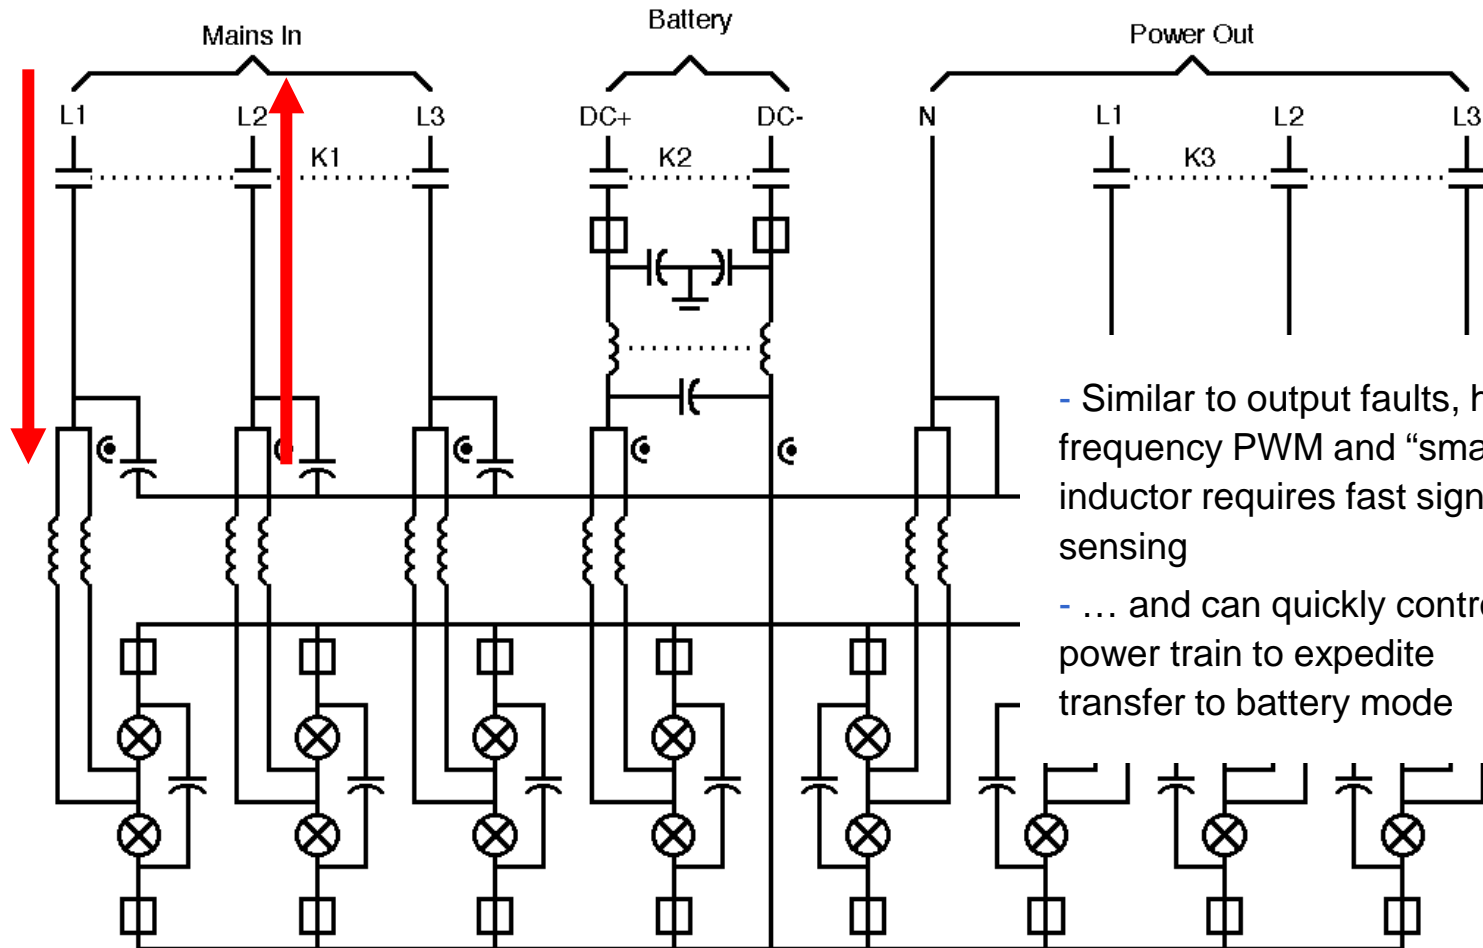 Mains In
Battery
Power Out
L1 L2 L3 DC+ DC- N L1 L2 L3
K1 K2 K3
- Similar to output faults,
frequency PWM and
inductor requires fast
sensing
- … and can quickly
power train to expedite
transfer to battery mode